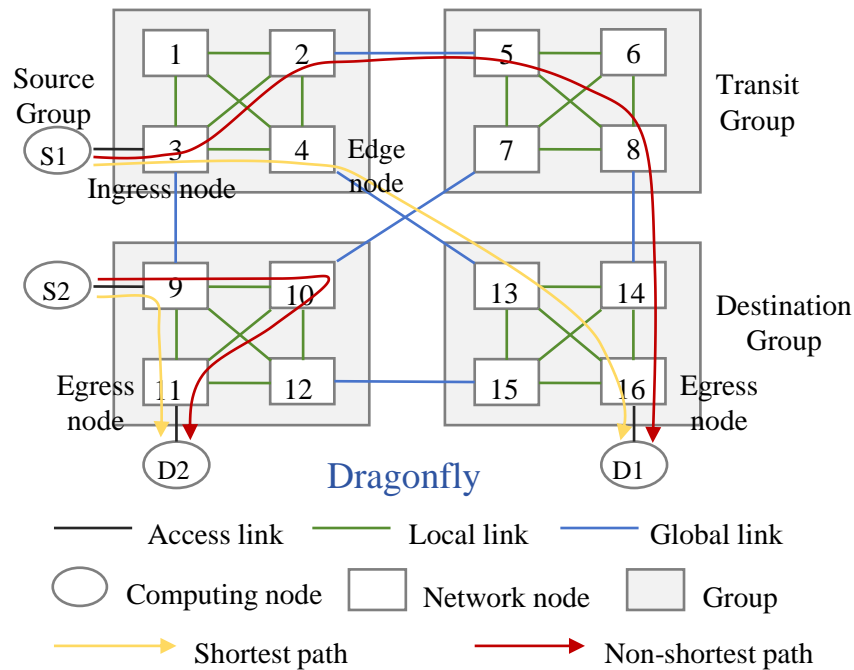 Source
Group
1
2
5
6
Transit
Group
S1
3
4
7
8
Ingress node
Edge
node
S2
9
10
13
14
Destination
Group
Egress
node
11
12
15
16
Egress
node
D2
D1
Dragonfly
Access link
Local link
Global link
Computing node
Network node
Group
Shortest path
Non-shortest path